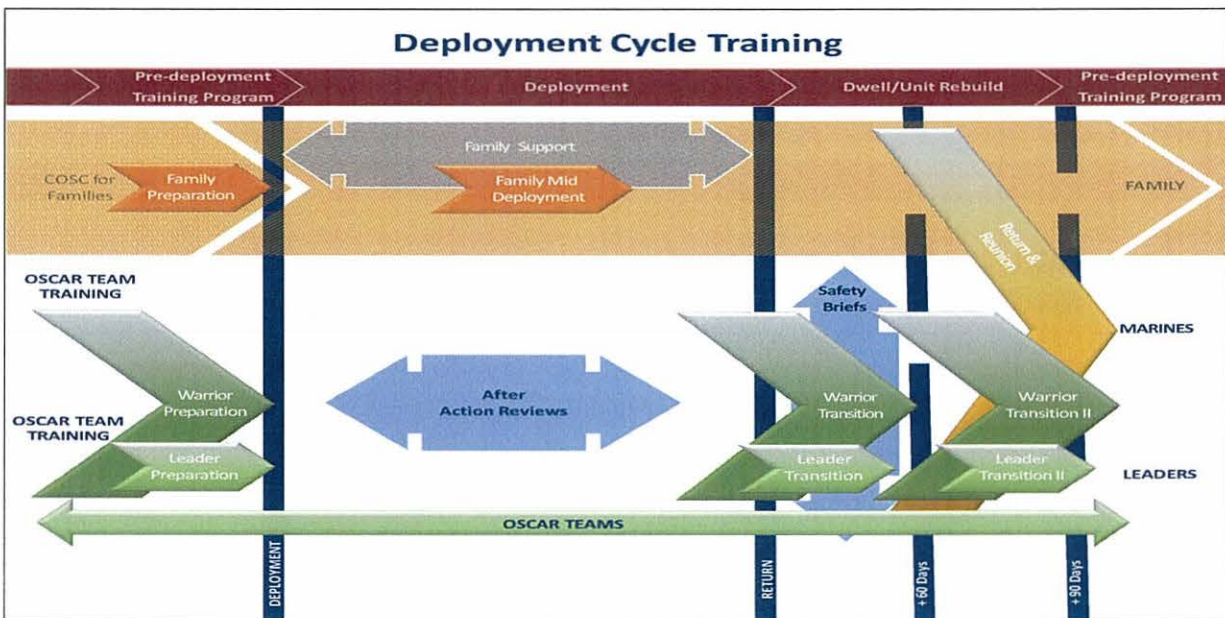 Deployment Cycle Training
Pre-deployment
Training Program
Deployment
Dwell/Unit Rebuild
Pre-deployment
Training Program
COSC for
Families
Family
Preparation
Family Support
Family Mid
Deployment
FAMILY
Return &
Reunion
OSCAR TEAM
TRAINING
Safety
Briefs
MARINES
Warrior
Preparation
After
Action Reviews
Warrior
Transition
Warrior
Transition II
OSCAR TEAM
TRAINING
Leader
Preparation
Leader
Transition
Leader
Transition II
LEADERS
OSCAR TEAMS
DEPLOYMENT
RETURN
+ 60 Days
+ 90 Days